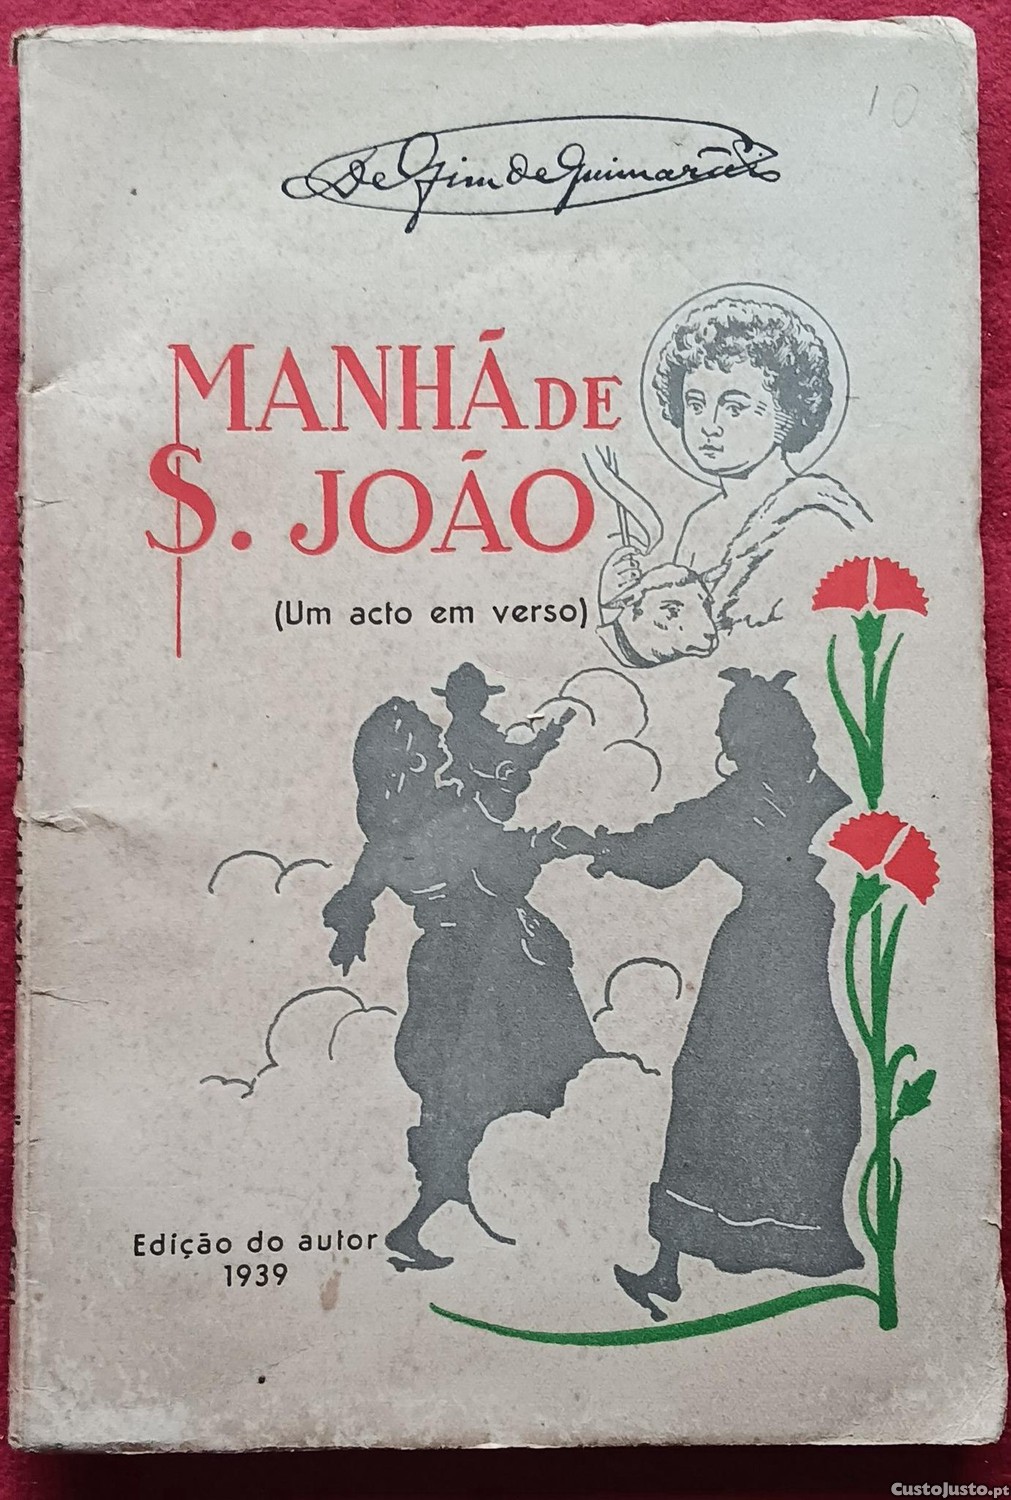 10
Delfim de Guimarães
MANHÃ DE
S. JOÃO
(Um acto em verso)
Edição do autor
1939
CustoJusto.pt